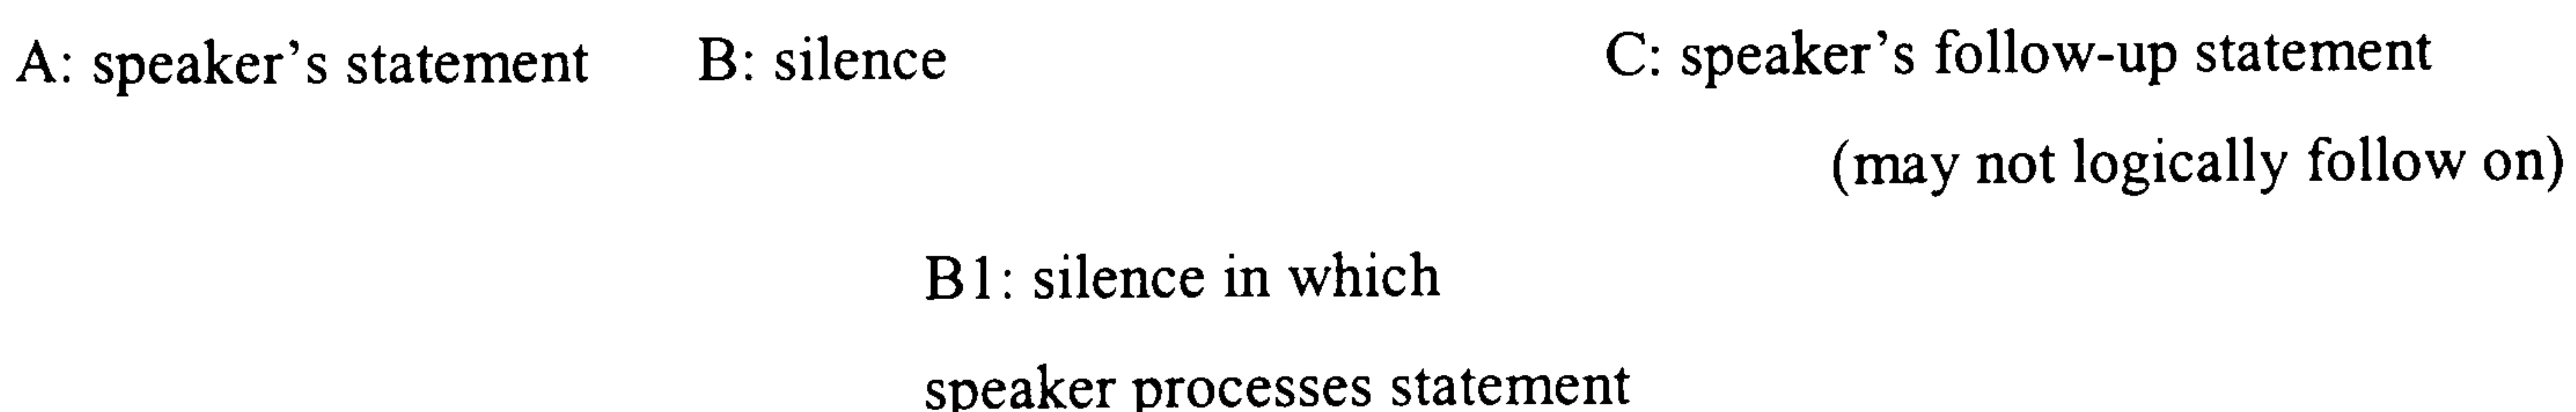 A: speaker’s statement B: silence C: speaker’s follow-up statement
(may not logically follow on)
B1: silence in which
speaker processes statement